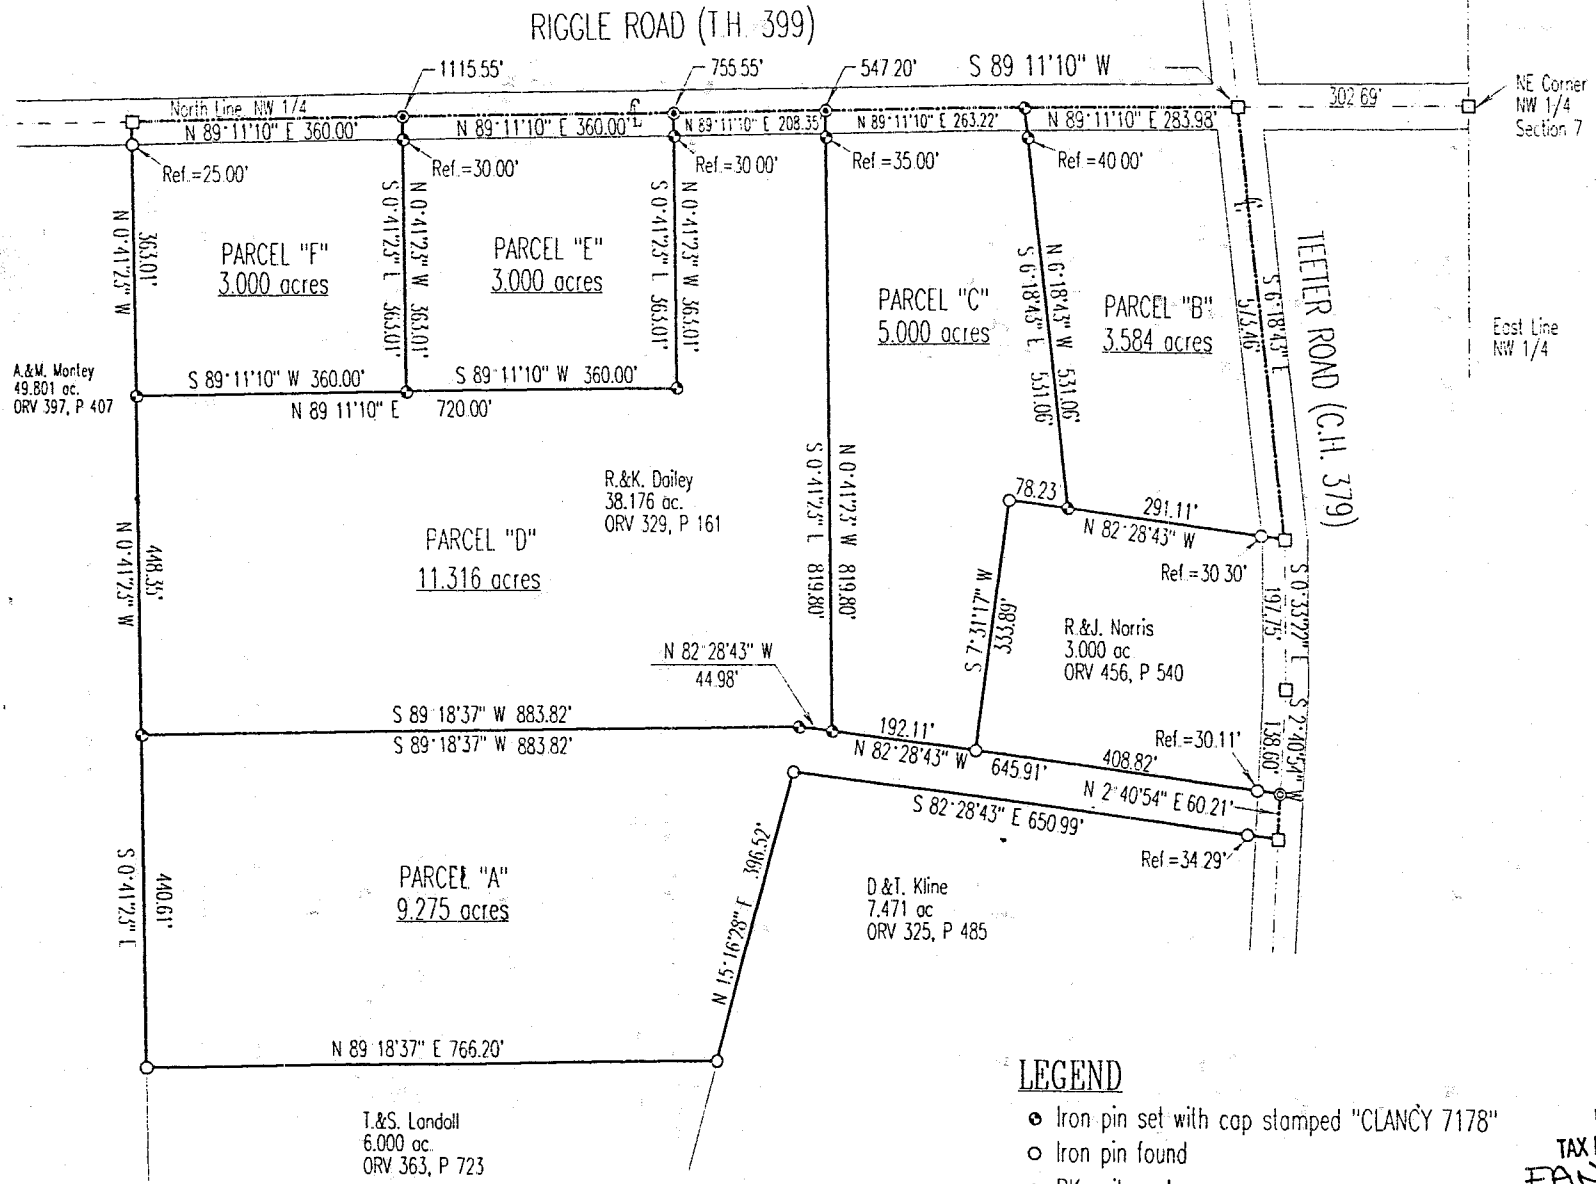 RIGGLE ROAD (T.H. 399)
1115.55'
755.55'
547.20'
S 89 11'10" W
North Line NW 1/4
302.69'
NE Corner
NW 1/4
Section 7
N 89°11'10" E 360.00'
N 89°11'10" E 360.00'
N 89°11'10" E 208.35'
N 89°11'10" E 263.22'
N 89°11'10" E 283.98'
Ref.=25.00'
Ref.=30.00'
Ref.=30.00'
Ref.=35.00'
Ref.=40.00'
N 0°41'23" W
363.01'
PARCEL "F"
3.000 acres
S 0°41'23" E 363.01'
N 0°41'23" W 363.01'
PARCEL "E"
3.000 acres
S 0°41'23" E 363.01'
N 0°41'23" W 363.01'
PARCEL "C"
5.000 acres
S 6°18'43" E 531.06'
N 6°18'43" W 531.06'
PARCEL "B"
3.584 acres
S 6°18'43" E
573.46'
TEETER ROAD (C.H. 379)
East Line
NW 1/4
A.&M. Manley
49.801 ac.
ORV 397, P 407
S 89°11'10" W 360.00'
S 89°11'10" W 360.00'
N 89 11'10" E 720.00'
R.&K. Dailey
38.176 ac.
ORV 329, P 161
S 0°41'23" E 819.80'
N 0°41'23" W 819.80'
78.23'
291.11'
N 82°28'43" W
Ref.=30.30'
N 0°41'23" W
448.35'
PARCEL "D"
11.316 acres
S 7°31'17" W
333.89'
R.&J. Norris
3.000 ac
ORV 456, P 540
S 0°33'27" E
197.75'
N 82°28'43" W
44.98'
S 89°18'37" W 883.82'
S 89°18'37" W 883.82'
192.11'
N 82°28'43" W
645.91'
408.82'
Ref.=30.11'
S 2°40'54" W
138.60'
N 2°40'54" E 60.21'
S 82°28'43" E 650.99'
Ref=34.29'
S 0°41'23" E
440.61'
PARCEL "A"
9.275 acres
N 15°16'28" E 396.52'
D.&T. Kline
7.471 ac
ORV 325, P 485
N 89 18'37" E 766.20'
T.&S. Landoll
6.000 ac.
ORV 363, P 723
LEGEND
Iron pin set with cap stamped "CLANCY 7178"
Iron pin found
TAX